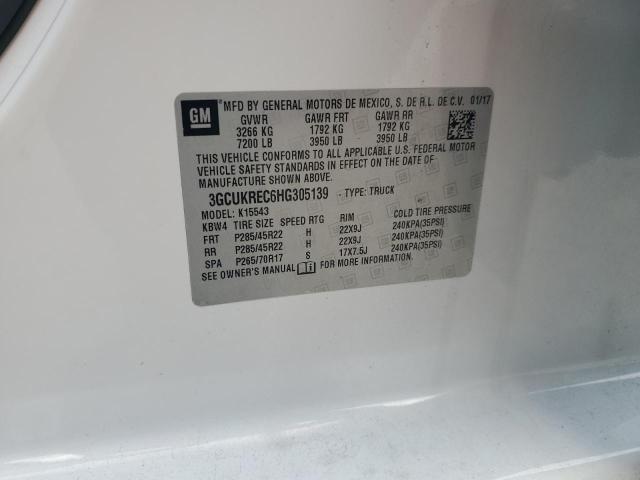 GM
MFD BY GENERAL MOTORS DE MEXICO, S. DE R.L. DE C.V. 01/17
GVWR GAWR FRT GAWR RR
3266 KG 1792 KG 1792 KG
7200 LB 3950 LB 3950 LB
THIS VEHICLE CONFORMS TO ALL APPLICABLE U.S. FEDERAL MOTOR
VEHICLE SAFETY, BUMPER, AND THEFT PREVENTION STANDARDS
IN EFFECT ON THE DATE OF MANUFACTURE SHOWN ABOVE.
3GCUKREC6HG305139 TYPE: TRUCK
MODEL: K15543
KBW4 TIRE SIZE SPEED RTG RIM COLD TIRE PRESSURE
FRT P285/45R22 H 22X9J 240KPA(35PSI)
RR P285/45R22 H 22X9J 240KPA(35PSI)
SPA P265/70R17 S 17X7.5J 240KPA(35PSI)
SEE OWNER'S MANUAL FOR MORE INFORMATION.